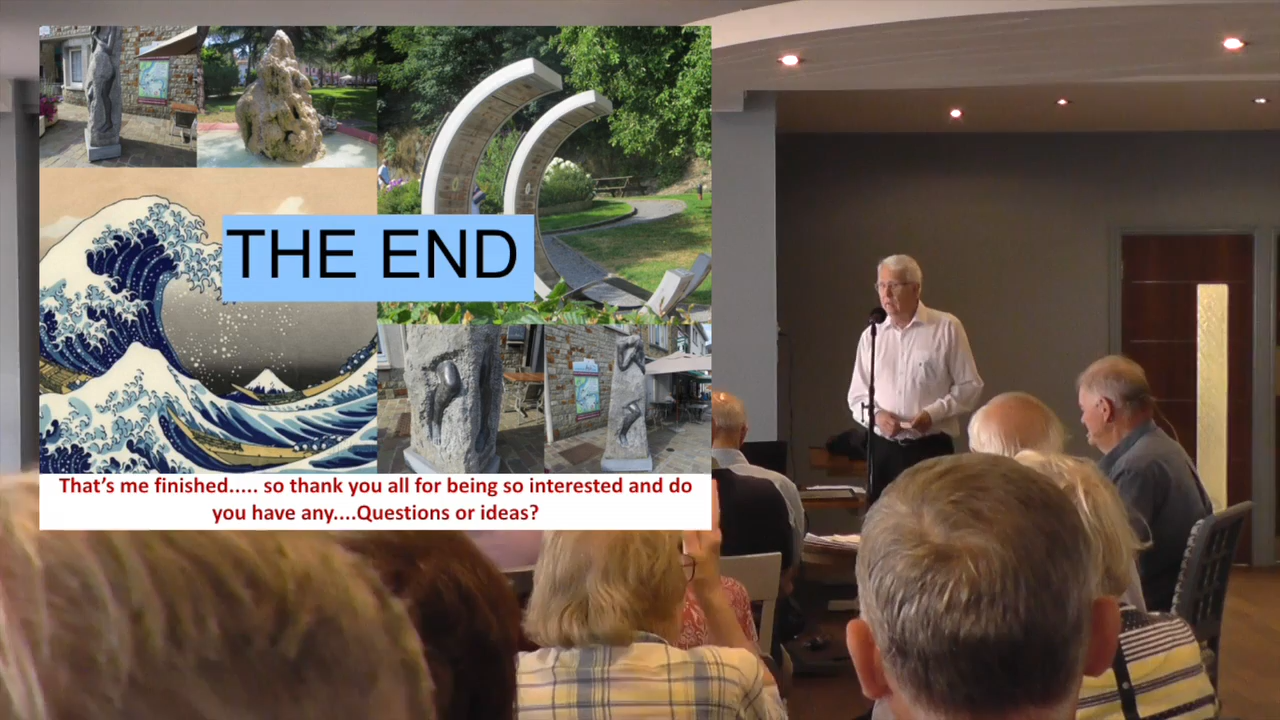 THE END
That's me finished..... so thank you all for being so interested and do
you have any....Questions or ideas?